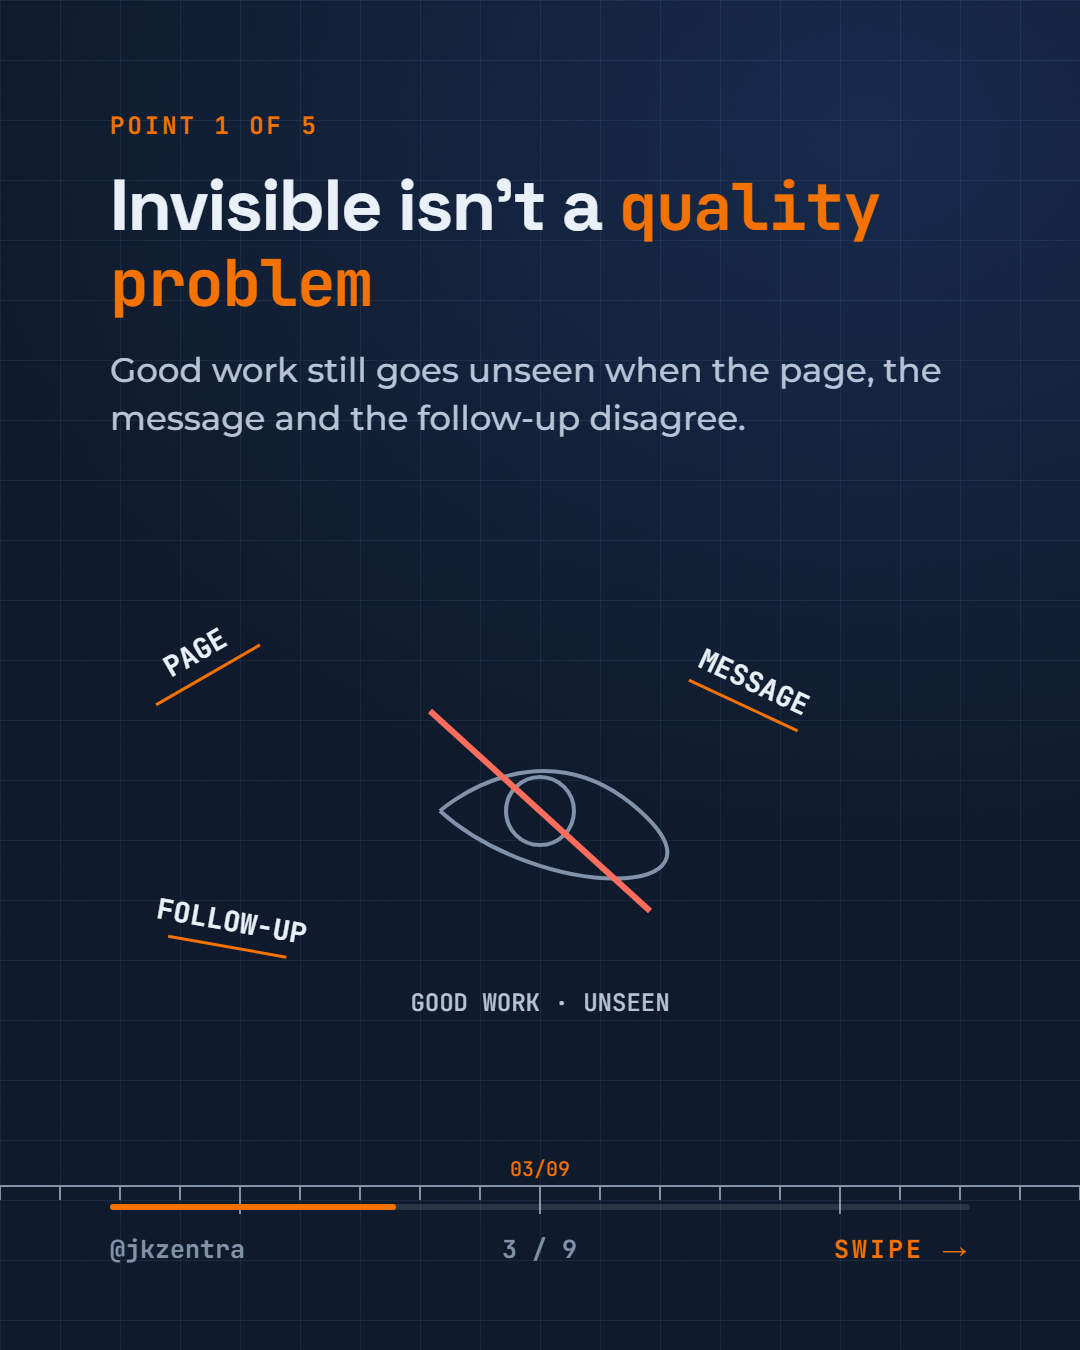 POINT 1 OF 5
Invisible isn’t a quality
problem
Good work still goes unseen when the page, the
message and the follow-up disagree.
PAGE
MESSAGE
FOLLOW-UP
GOOD WORK · UNSEEN
03/09
@jkzentra
3 / 9
SWIPE →